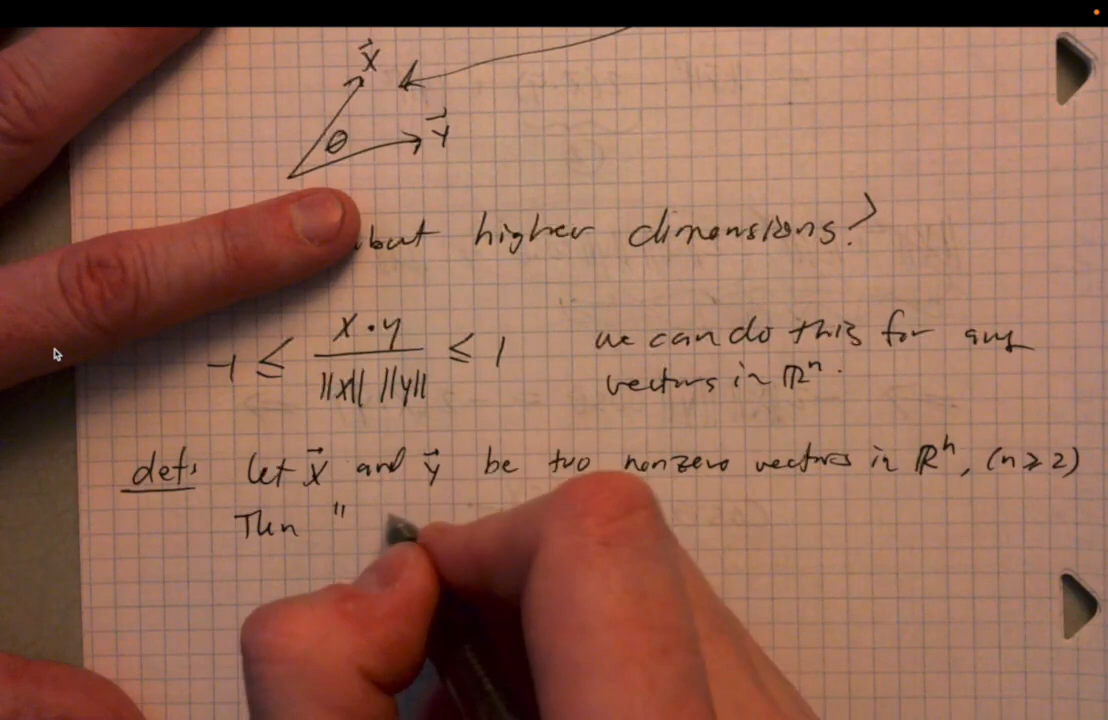 x⃗
θ
y⃗
but higher dimensions?
-1 ≤ x·y / ||x|| ||y|| ≤ 1
we can do this for any
vectors in ℝⁿ.
def: let x⃗ and y⃗ be two nonzero vectors in ℝⁿ, (n ≥ 2)
Then "